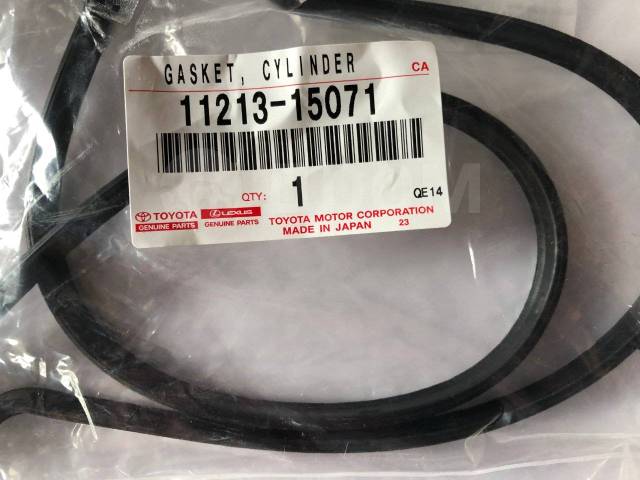 GASKET, CYLINDER
CA
11213-15071
QTY: 1
QE14
TOYOTA LEXUS TOYOTA MOTOR CORPORATION
GENUINE PARTS GENUINE PARTS MADE IN JAPAN 23